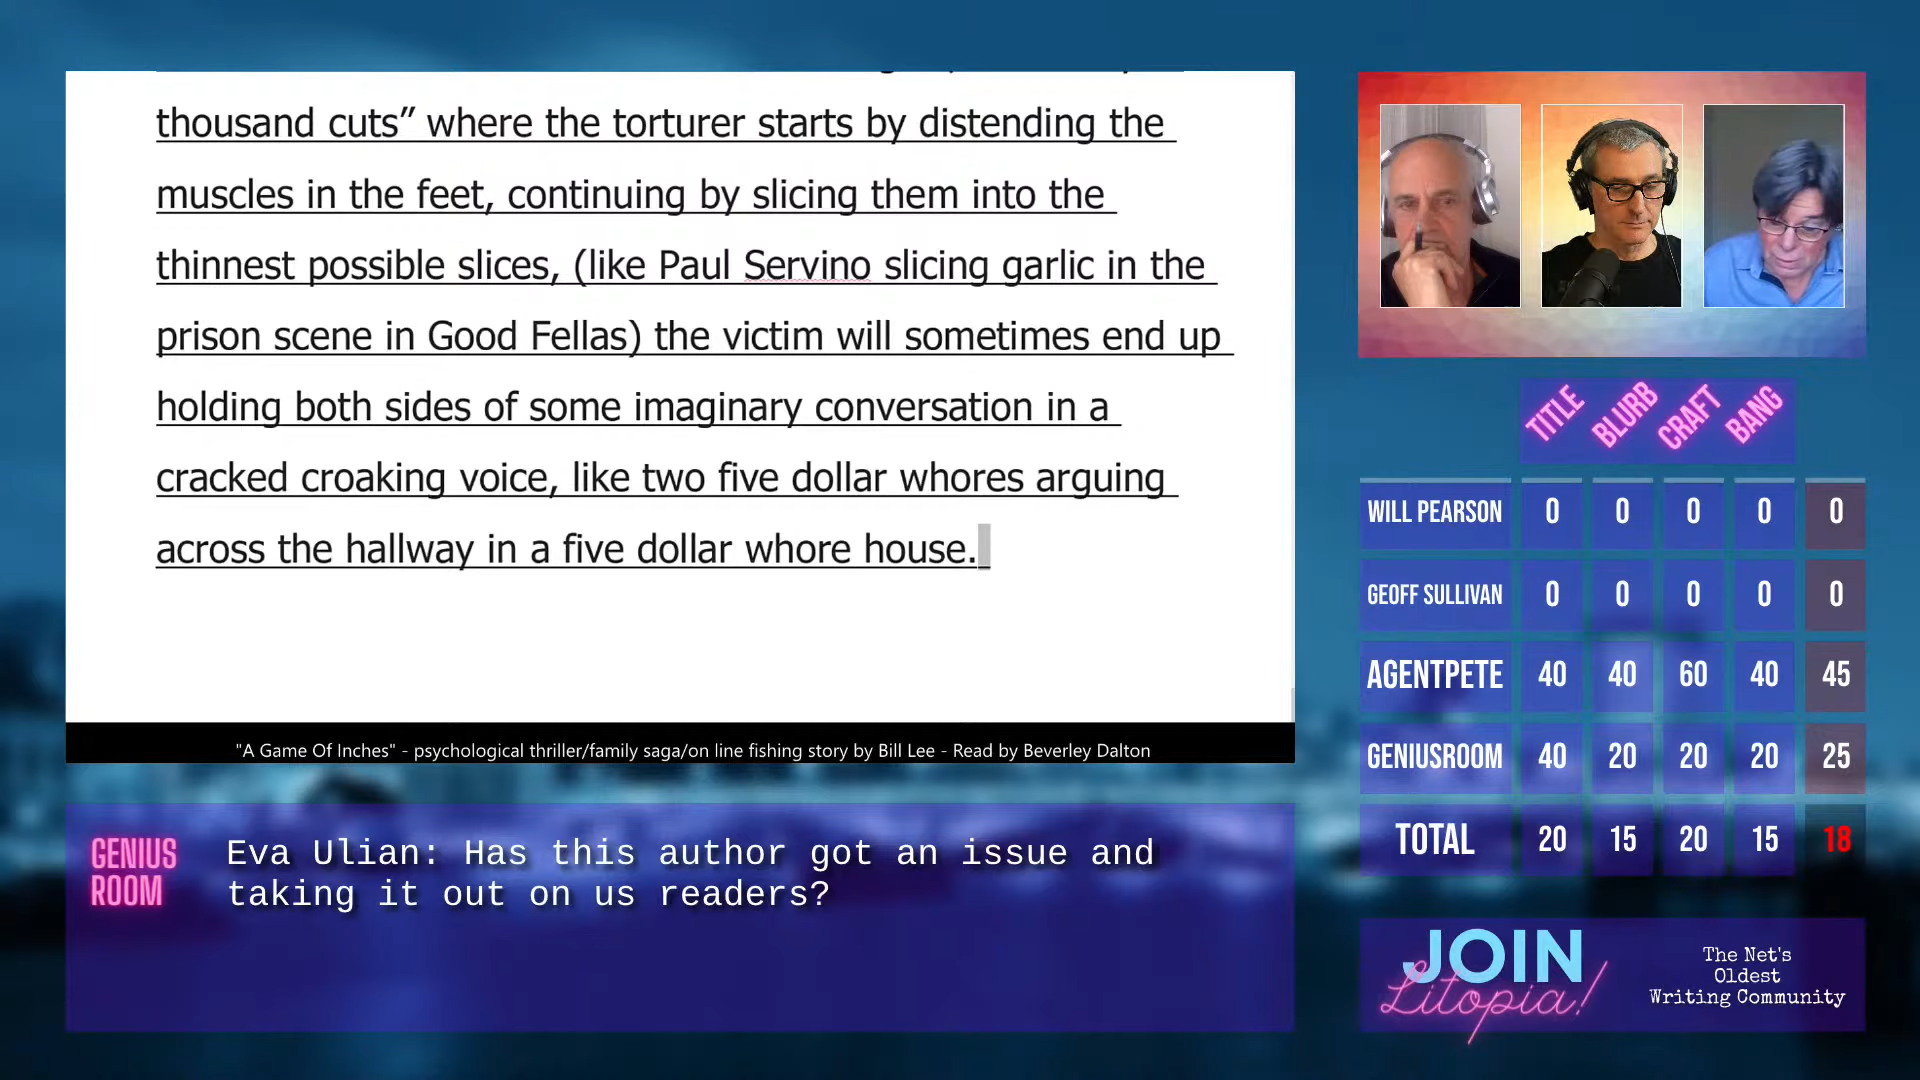 thousand cuts” where the torturer starts by distending the
muscles in the feet, continuing by slicing them into the
thinnest possible slices, (like Paul Servino slicing garlic in the
prison scene in Good Fellas) the victim will sometimes end up
holding both sides of some imaginary conversation in a
cracked croaking voice, like two five dollar whores arguing
across the hallway in a five dollar whore house.
"A Game Of Inches" - psychological thriller/family saga/on line fishing story by Bill Lee - Read by Beverley Dalton
GENIUS
ROOM
Eva Ulian: Has this author got an issue and
taking it out on us readers?
TITLE BLURB CRAFT BANG
WILL PEARSON 0 0 0 0 0
GEOFF SULLIVAN 0 0 0 0 0
AGENTPETE 40 40 60 40 45
GENIUSROOM 40 20 20 20 25
TOTAL 20 15 20 15 18
JOIN
Litopia!
The Net's
Oldest
Writing Community